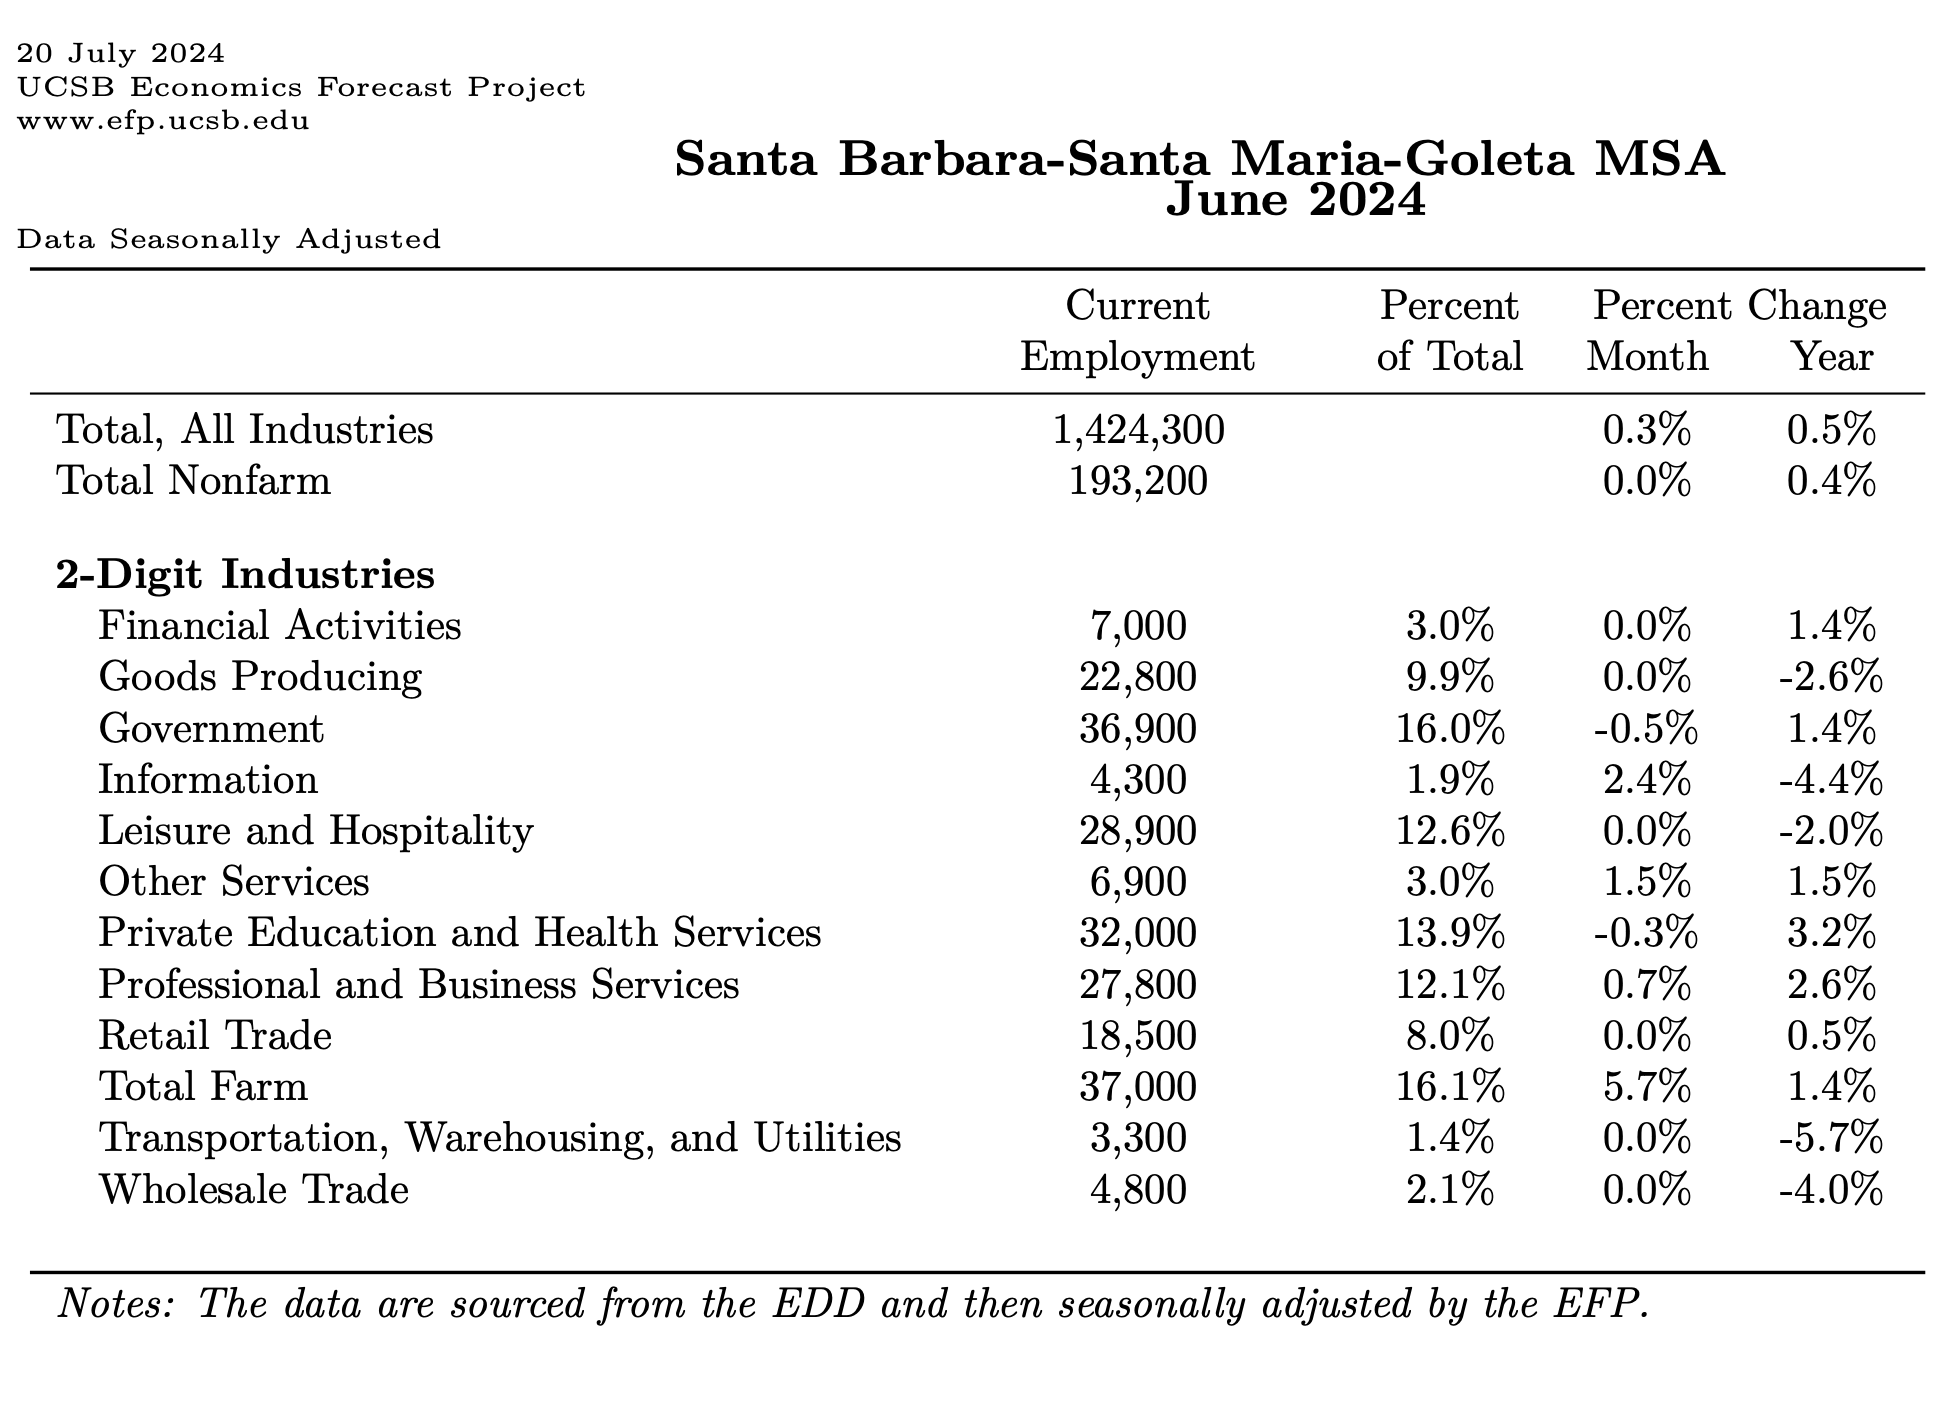 20 July 2024
UCSB Economics Forecast Project
www.efp.ucsb.edu
Santa Barbara-Santa Maria-Goleta MSA
June 2024
Data Seasonally Adjusted
Current Percent Percent Change
Employment of Total Month Year
Total, All Industries 1,424,300 0.3% 0.5%
Total Nonfarm 193,200 0.0% 0.4%
2-Digit Industries
Financial Activities 7,000 3.0% 0.0% 1.4%
Goods Producing 22,800 9.9% 0.0% -2.6%
Government 36,900 16.0% -0.5% 1.4%
Information 4,300 1.9% 2.4% -4.4%
Leisure and Hospitality 28,900 12.6% 0.0% -2.0%
Other Services 6,900 3.0% 1.5% 1.5%
Private Education and Health Services 32,000 13.9% -0.3% 3.2%
Professional and Business Services 27,800 12.1% 0.7% 2.6%
Retail Trade 18,500 8.0% 0.0% 0.5%
Total Farm 37,000 16.1% 5.7% 1.4%
Transportation, Warehousing, and Utilities 3,300 1.4% 0.0% -5.7%
Wholesale Trade 4,800 2.1% 0.0% -4.0%
Notes: The data are sourced from the EDD and then seasonally adjusted by the EFP.